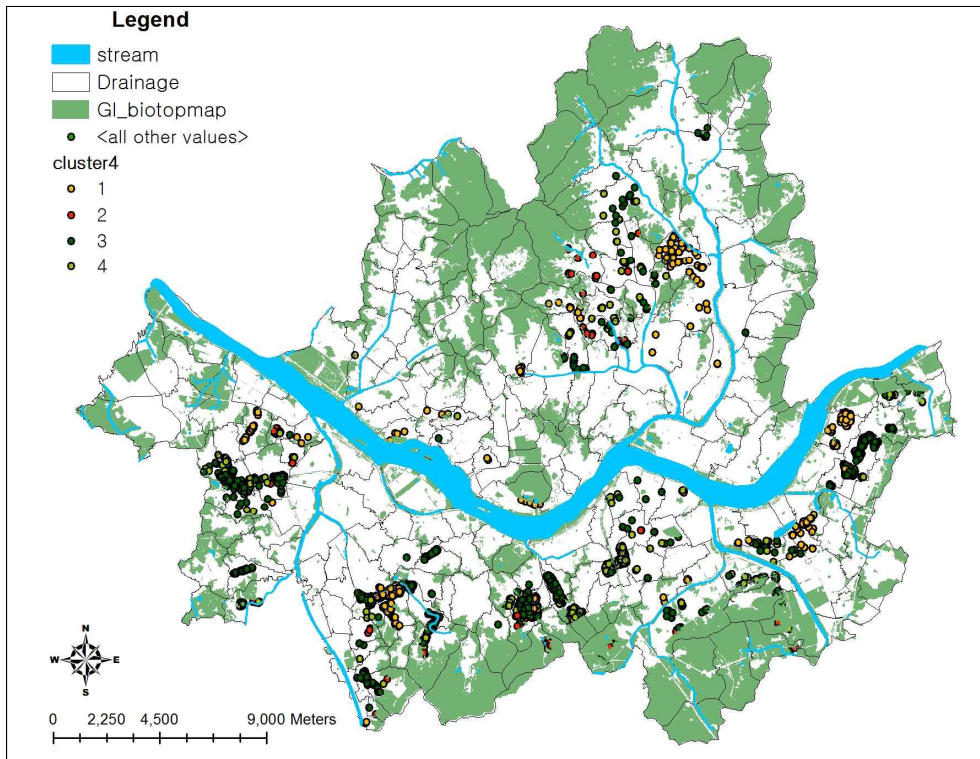 Legend
stream
Drainage
GI_biotopmap
<all other values>
cluster4
1
2
3
4
N
W E
S
0 2,250 4,500 9,000 Meters